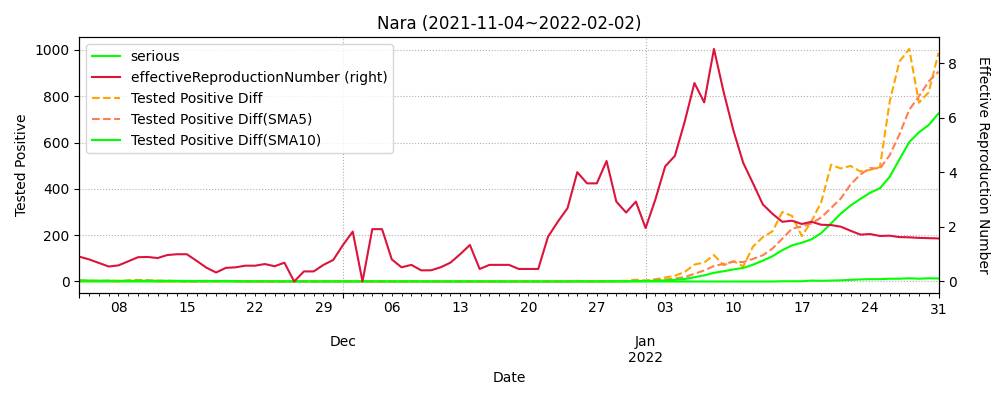 Nara (2021-11-04~2022-02-02)
serious
effectiveReproductionNumber (right)
Tested Positive Diff
Tested Positive Diff(SMA5)
Tested Positive Diff(SMA10)
Tested Positive
1000
800
600
400
200
0
Effective Reproduction Number
8
6
4
2
0
08 15 22 29 06 13 20 27 03 10 17 24 31
Dec Jan
2022
Date